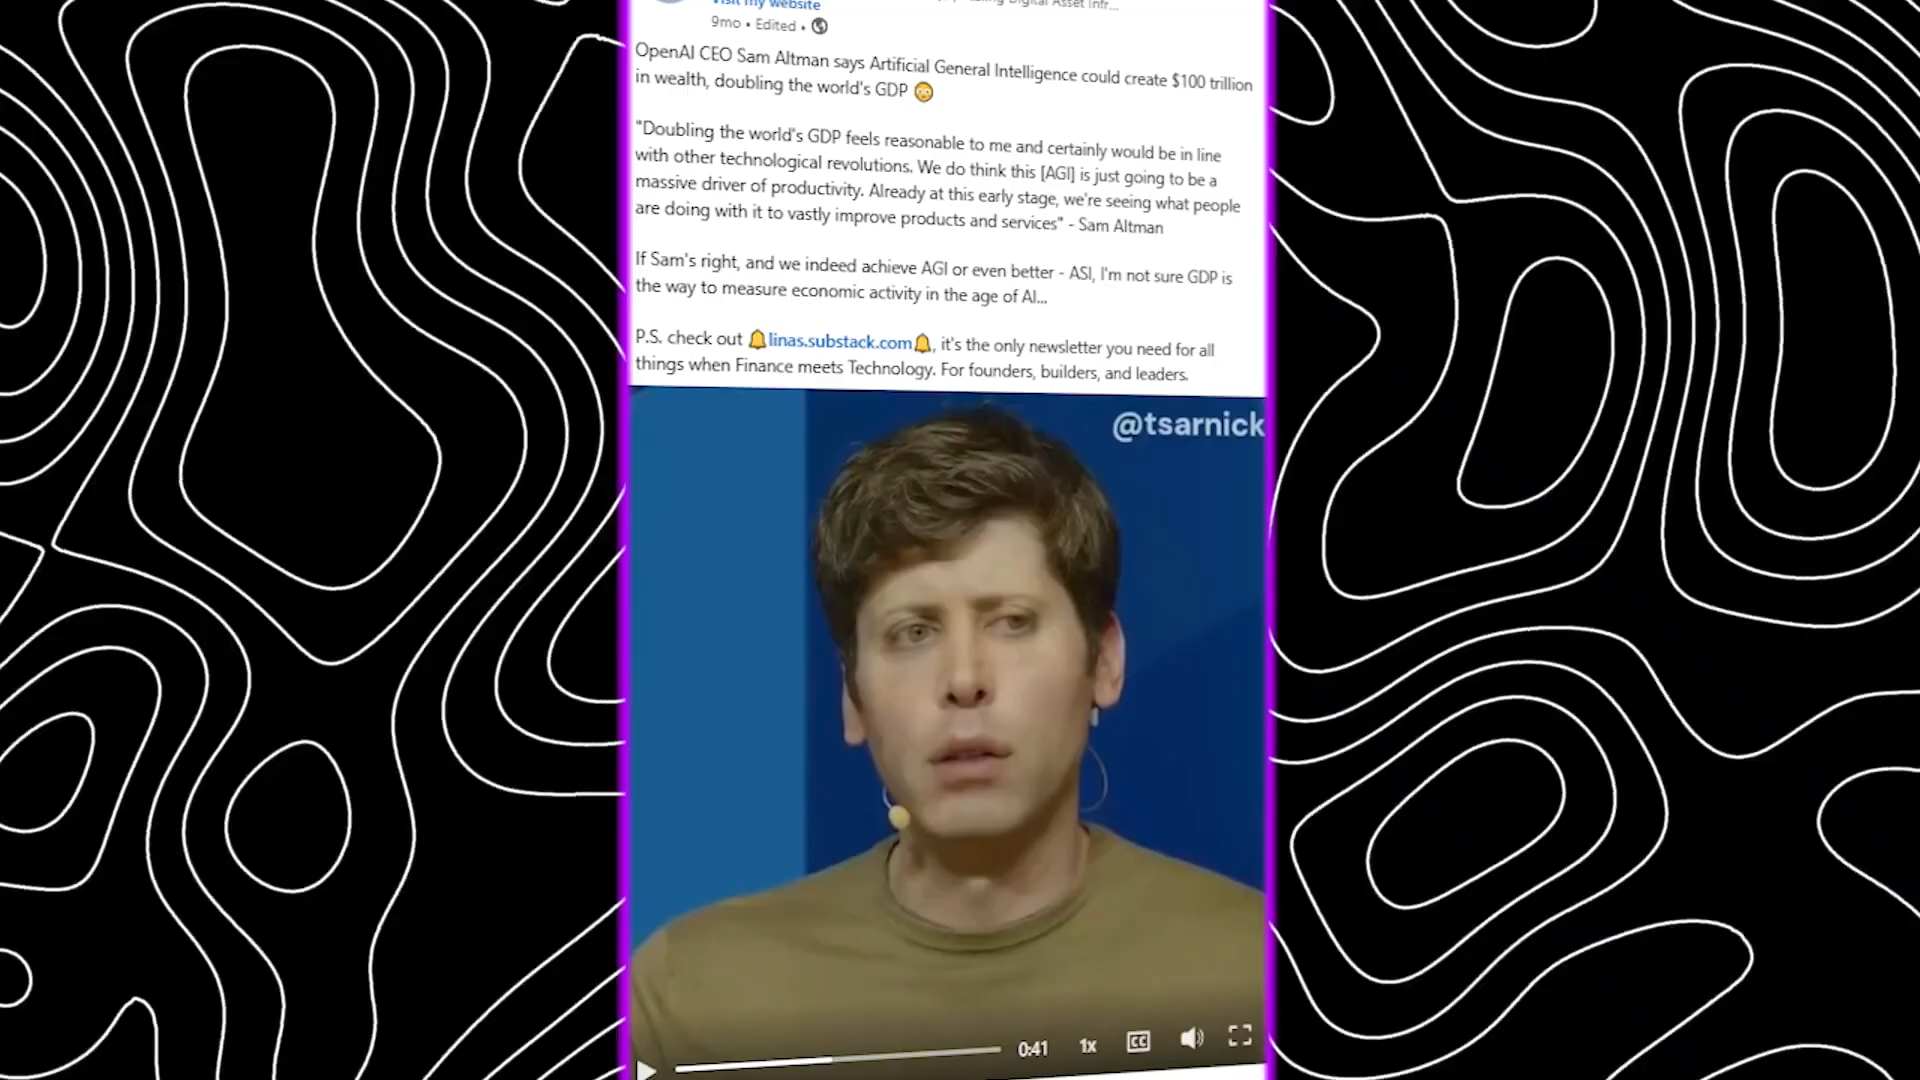 Visit my website
Digital Asset Infr...
9mo • Edited •
OpenAI CEO Sam Altman says Artificial General Intelligence could create $100 trillion
in wealth, doubling the world's GDP 😳
"Doubling the world's GDP feels reasonable to me and certainly would be in line
with other technological revolutions. We do think this [AGI] is just going to be a
massive driver of productivity. Already at this early stage, we're seeing what people
are doing with it to vastly improve products and services" - Sam Altman
If Sam's right, and we indeed achieve AGI or even better - ASI, I'm not sure GDP is
the way to measure economic activity in the age of AI...
P.S. check out 🔔linas.substack.com🔔, it's the only newsletter you need for all
things when Finance meets Technology. For founders, builders, and leaders.
@tsarnick
0:41 1x CC